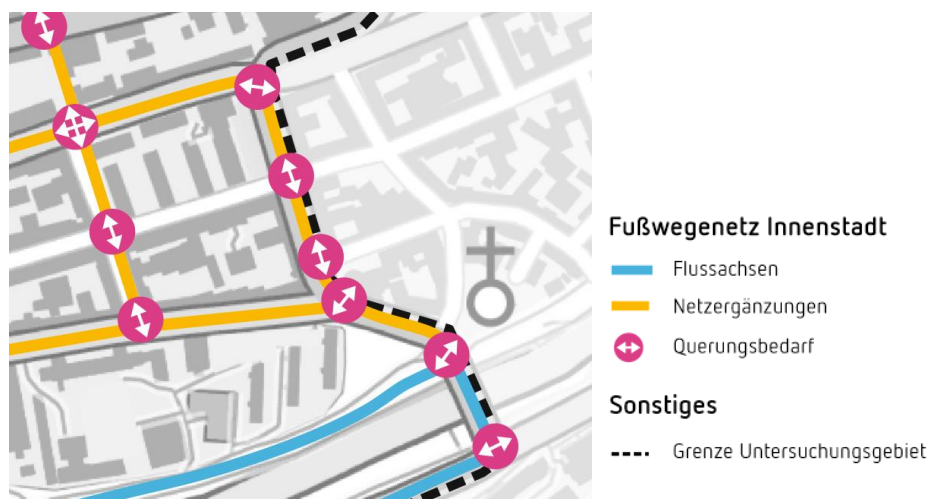 Fußwegenetz Innenstadt
Flussachsen
Netzergänzungen
Querungsbedarf
Sonstiges
Grenze Untersuchungsgebiet